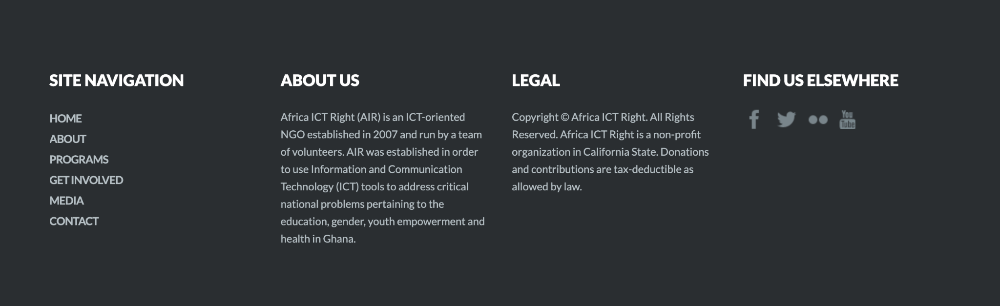 SITE NAVIGATION
HOME
ABOUT
PROGRAMS
GET INVOLVED
MEDIA
CONTACT
ABOUT US
Africa ICT Right (AIR) is an ICT-oriented
NGO established in 2007 and run by a team
of volunteers. AIR was established in order
to use Information and Communication
Technology (ICT) tools to address critical
national problems pertaining to the
education, gender, youth empowerment and
health in Ghana.
LEGAL
Copyright © Africa ICT Right. All Rights
Reserved. Africa ICT Right is a non-profit
organization in California State. Donations
and contributions are tax-deductible as
allowed by law.
FIND US ELSEWHERE
You
Tube